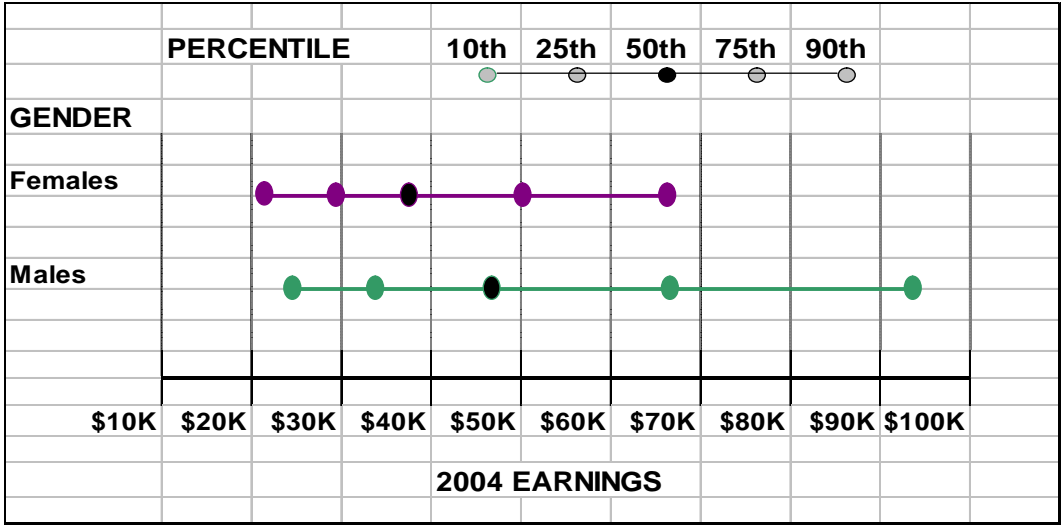 PERCENTILE 10th 25th 50th 75th 90th
GENDER
Females
Males
$10K $20K $30K $40K $50K $60K $70K $80K $90K $100K
2004 EARNINGS